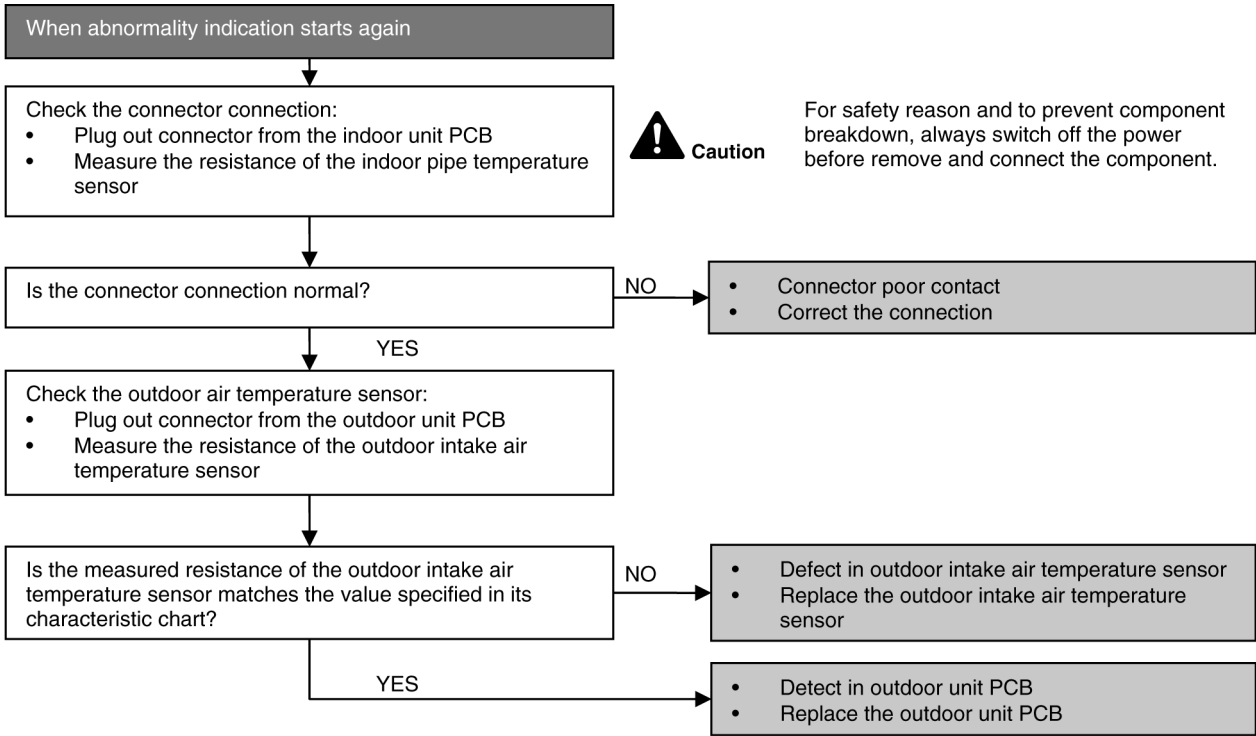 When abnormality indication starts again
Check the connector connection:
• Plug out connector from the indoor unit PCB
• Measure the resistance of the indoor pipe temperature
sensor
Caution
For safety reason and to prevent component
breakdown, always switch off the power
before remove and connect the component.
Is the connector connection normal?
NO
• Connector poor contact
• Correct the connection
YES
Check the outdoor air temperature sensor:
• Plug out connector from the outdoor unit PCB
• Measure the resistance of the outdoor intake air
temperature sensor
Is the measured resistance of the outdoor intake air
temperature sensor matches the value specified in its
characteristic chart?
NO
• Defect in outdoor intake air temperature sensor
• Replace the outdoor intake air temperature
sensor
YES
• Detect in outdoor unit PCB
• Replace the outdoor unit PCB